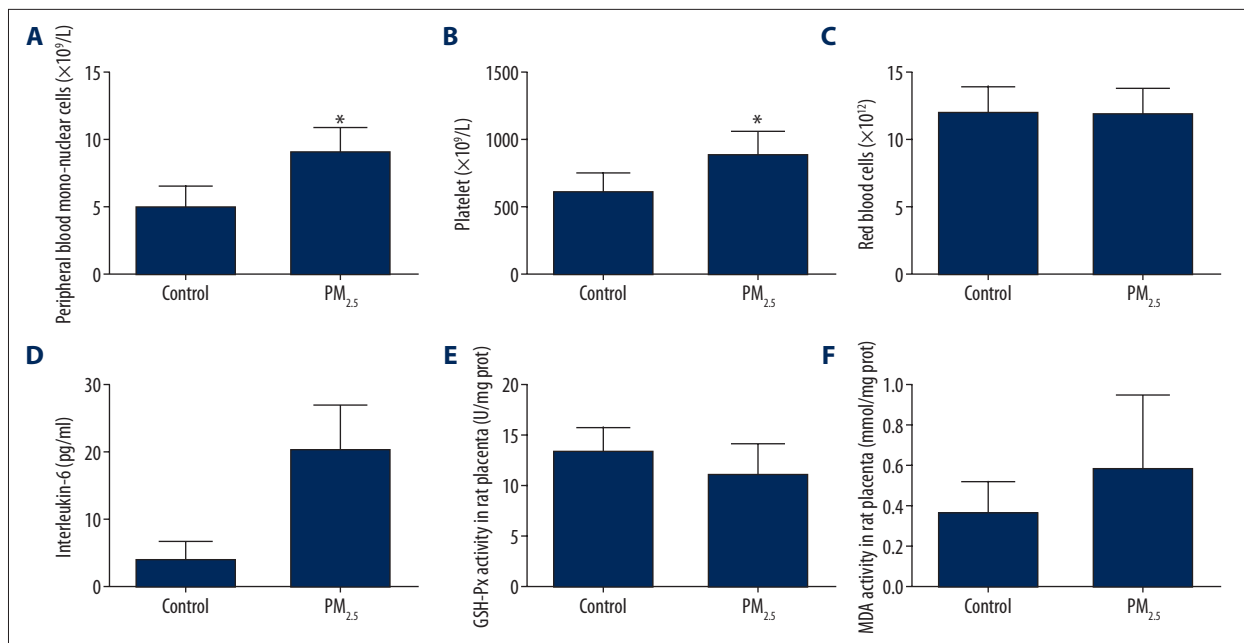 A
Peripheral blood mono-nuclear cells (×10⁹/L)
15
10
5
0
*
Control
PM₂.₅
B
Platelet (×10⁹/L)
1500
1000
500
0
*
Control
PM₂.₅
C
Red blood cells (×10¹²)
15
10
5
0
Control
PM₂.₅
D
Interleukin-6 (pg/ml)
30
20
10
0
Control
PM₂.₅
E
GSH-Px activity in rat placenta (U/mg prot)
20
15
10
5
0
Control
PM₂.₅
F
MDA activity in rat placenta (mmol/mg prot)
1.0
0.8
0.6
0.4
0.2
0.0
Control
PM₂.₅